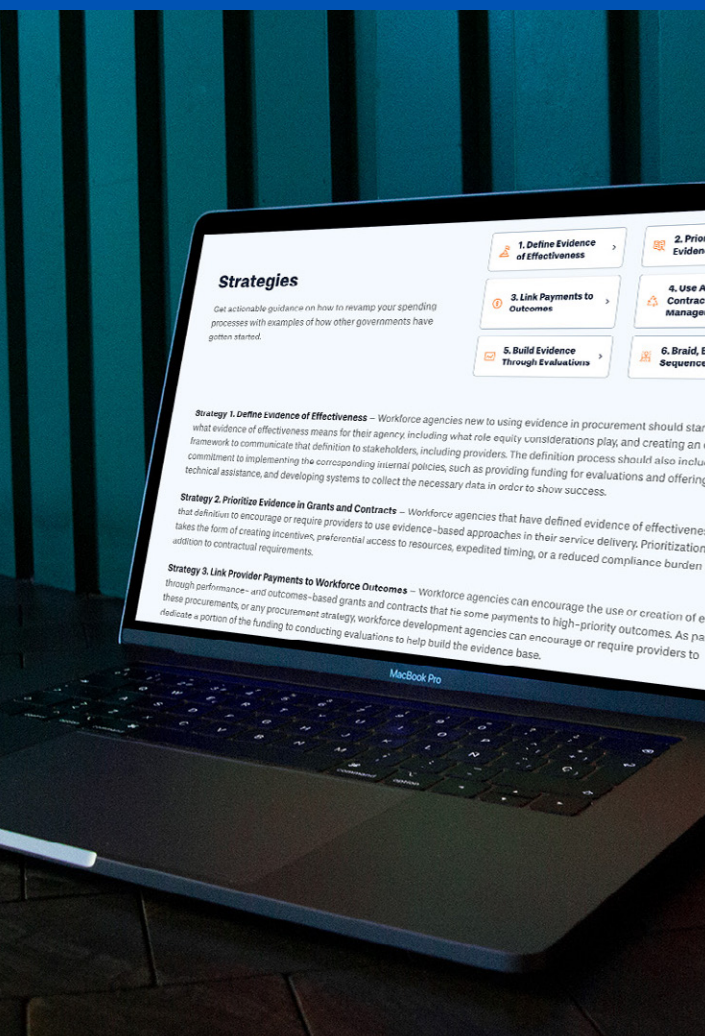 Strategies
Get actionable guidance on how to revamp your spending
processes with examples of how other governments have
gotten started.
1. Define Evidence
of Effectiveness
2. Prior
Eviden
3. Link Payments to
Outcomes
4. Use A
Contrac
Manage
5. Build Evidence
Through Evaluations
6. Braid, B
Sequence
Strategy 1. Define Evidence of Effectiveness – Workforce agencies new to using evidence in procurement should star
what evidence of effectiveness means for their agency, including what role equity considerations play, and creating an
framework to communicate that definition to stakeholders, including providers. The definition process should also inclu
commitment to implementing the corresponding internal policies, such as providing funding for evaluations and offering
technical assistance, and developing systems to collect the necessary data in order to show success.
Strategy 2. Prioritize Evidence in Grants and Contracts – Workforce agencies that have defined evidence of effectivenes
that definition to encourage or require providers to use evidence-based approaches in their service delivery. Prioritization
takes the form of creating incentives, preferential access to resources, expedited timing, or a reduced compliance burden
addition to contractual requirements.
Strategy 3. Link Provider Payments to Workforce Outcomes – Workforce agencies can encourage the use or creation of e
through performance- and outcomes-based grants and contracts that tie some payments to high-priority outcomes. As pa
these procurements, or any procurement strategy, workforce development agencies can encourage or require providers to
dedicate a portion of the funding to conducting evaluations to help build the evidence base.
MacBook Pro
command
option